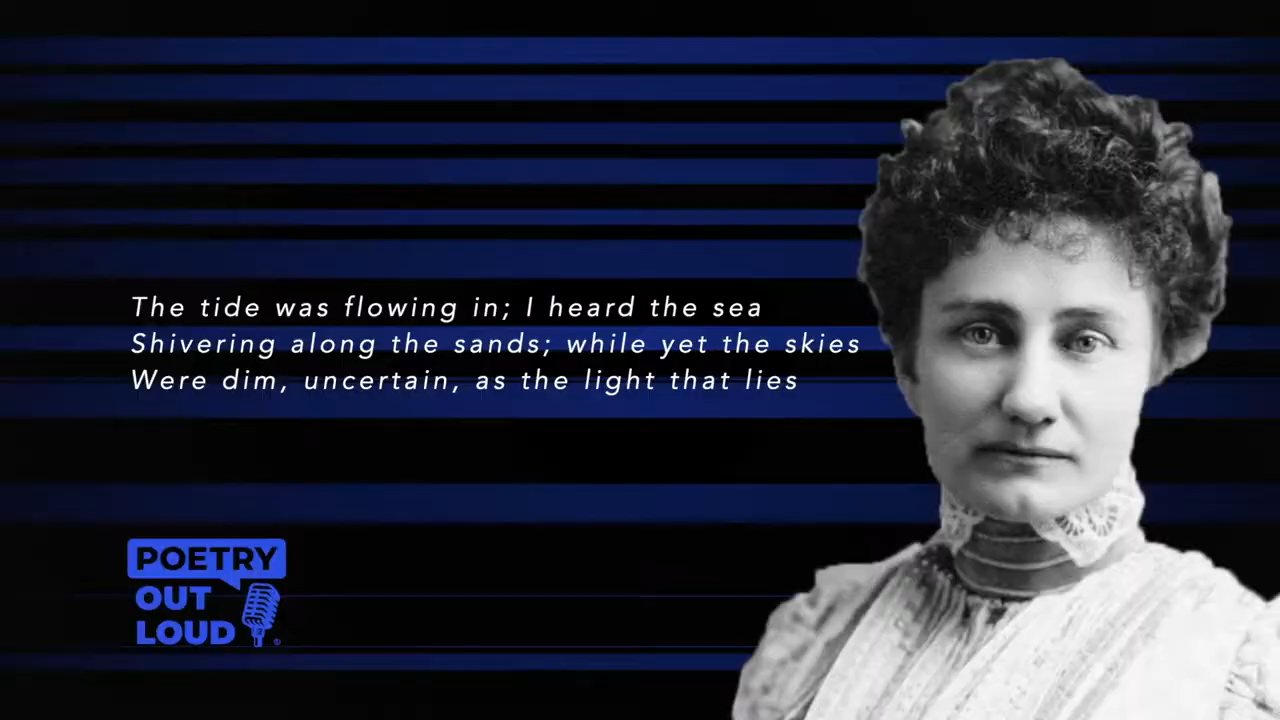 The tide was flowing in; I heard the sea
Shivering along the sands; while yet the skies
Were dim, uncertain, as the light that lies
POETRY
OUT
LOUD